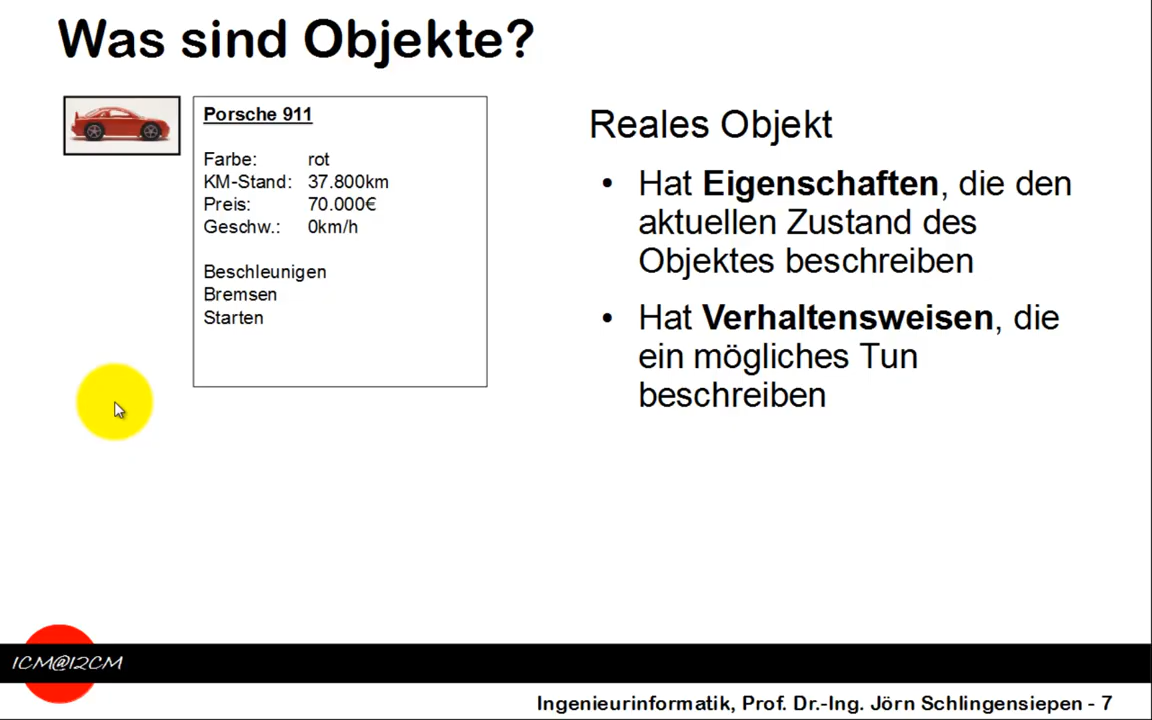 Was sind Objekte?
Porsche 911
Farbe: rot
KM-Stand: 37.800km
Preis: 70.000€
Geschw.: 0km/h
Beschleunigen
Bremsen
Starten
Reales Objekt
• Hat Eigenschaften, die den
aktuellen Zustand des
Objektes beschreiben
• Hat Verhaltensweisen, die
ein mögliches Tun
beschreiben
ICM@I2CM
Ingenieurinformatik, Prof. Dr.-Ing. Jörn Schlingensiepen - 7